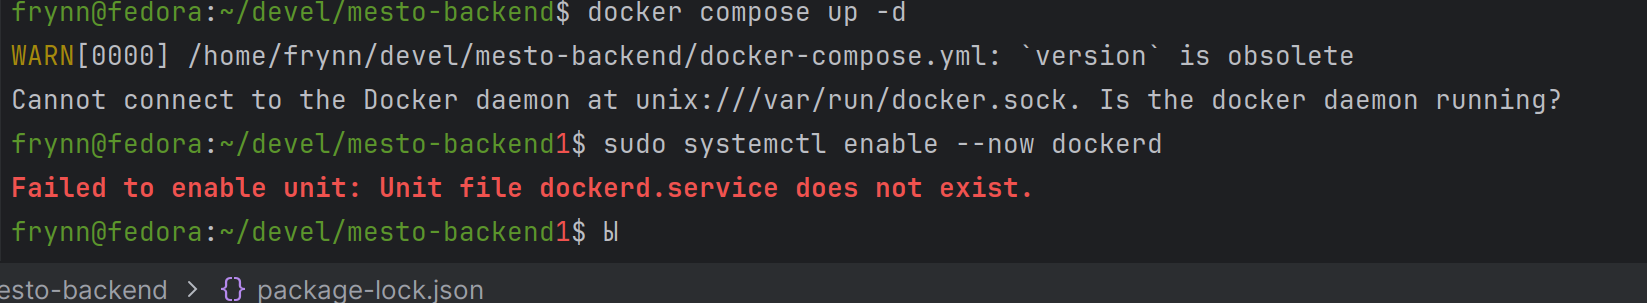 frynn@fedora:~/devel/mesto-backend$ docker compose up -d
WARN[0000] /home/frynn/devel/mesto-backend/docker-compose.yml: `version` is obsolete
Cannot connect to the Docker daemon at unix:///var/run/docker.sock. Is the docker daemon running?
frynn@fedora:~/devel/mesto-backend1$ sudo systemctl enable --now dockerd
Failed to enable unit: Unit file dockerd.service does not exist.
frynn@fedora:~/devel/mesto-backend1$ ы
esto-backend > {} package-lock.json